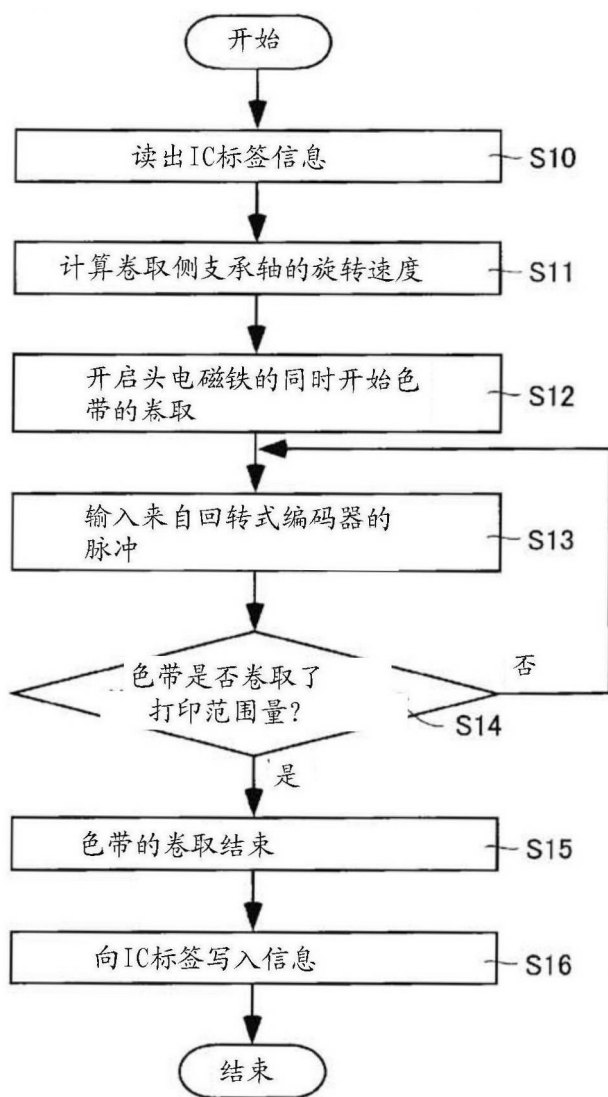 开始
读出IC标签信息
S10
计算卷取侧支承轴的旋转速度
S11
开启头电磁铁的同时开始色
带的卷取
S12
输入来自回转式编码器的
脉冲
S13
色带是否卷取了
打印范围量?
否
S14
是
色带的卷取结束
S15
向IC标签写入信息
S16
结束